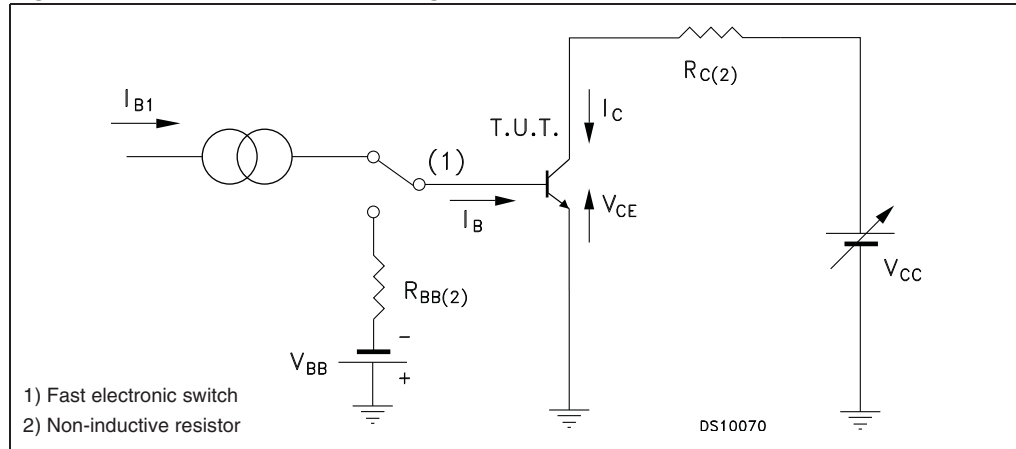 I_B1
R_C(2)
I_C
T.U.T.
(1)
V_CE
I_B
V_CC
R_BB(2)
−
V_BB
+
1) Fast electronic switch
2) Non-inductive resistor
DS10070